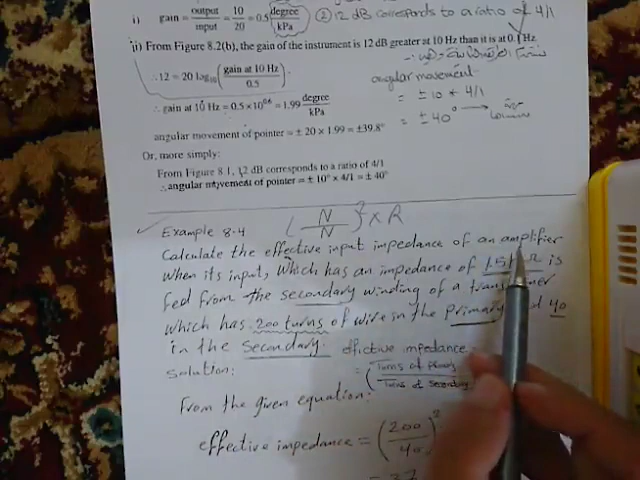 i) gain = output/input = 10/20 = 0.5 (degree/kPa) ② 12 dB corresponds to a ratio of 4/1
ii) From Figure 8.2(b), the gain of the instrument is 12 dB greater at 10 Hz than it is at 0.1 Hz
∴ 12 = 20 log10 (gain at 10 Hz / 0.5)
angular movement
= ± 10 * 4/1
∴ gain at 10 Hz = 0.5 × 10^0.6 = 1.99 degree/kPa
= ± 40°
angular movement of pointer = ± 20 × 1.99 = ±39.8°
Or, more simply:
From Figure 8.1, 12 dB corresponds to a ratio of 4/1
∴ angular movement of pointer = ± 10° × 4/1 = ± 40°
Example 8.4 (N/N)² × R
Calculate the effective input impedance of an amplifier
When its input, which has an impedance of 1.5 is
fed from the secondary winding of a
which has 200 turns of wire in the primary 40
in the secondary. effictive impedance
Solution: = (Turns of / Turns of secondary
From the given equation:
effective impedance = (200/40)²